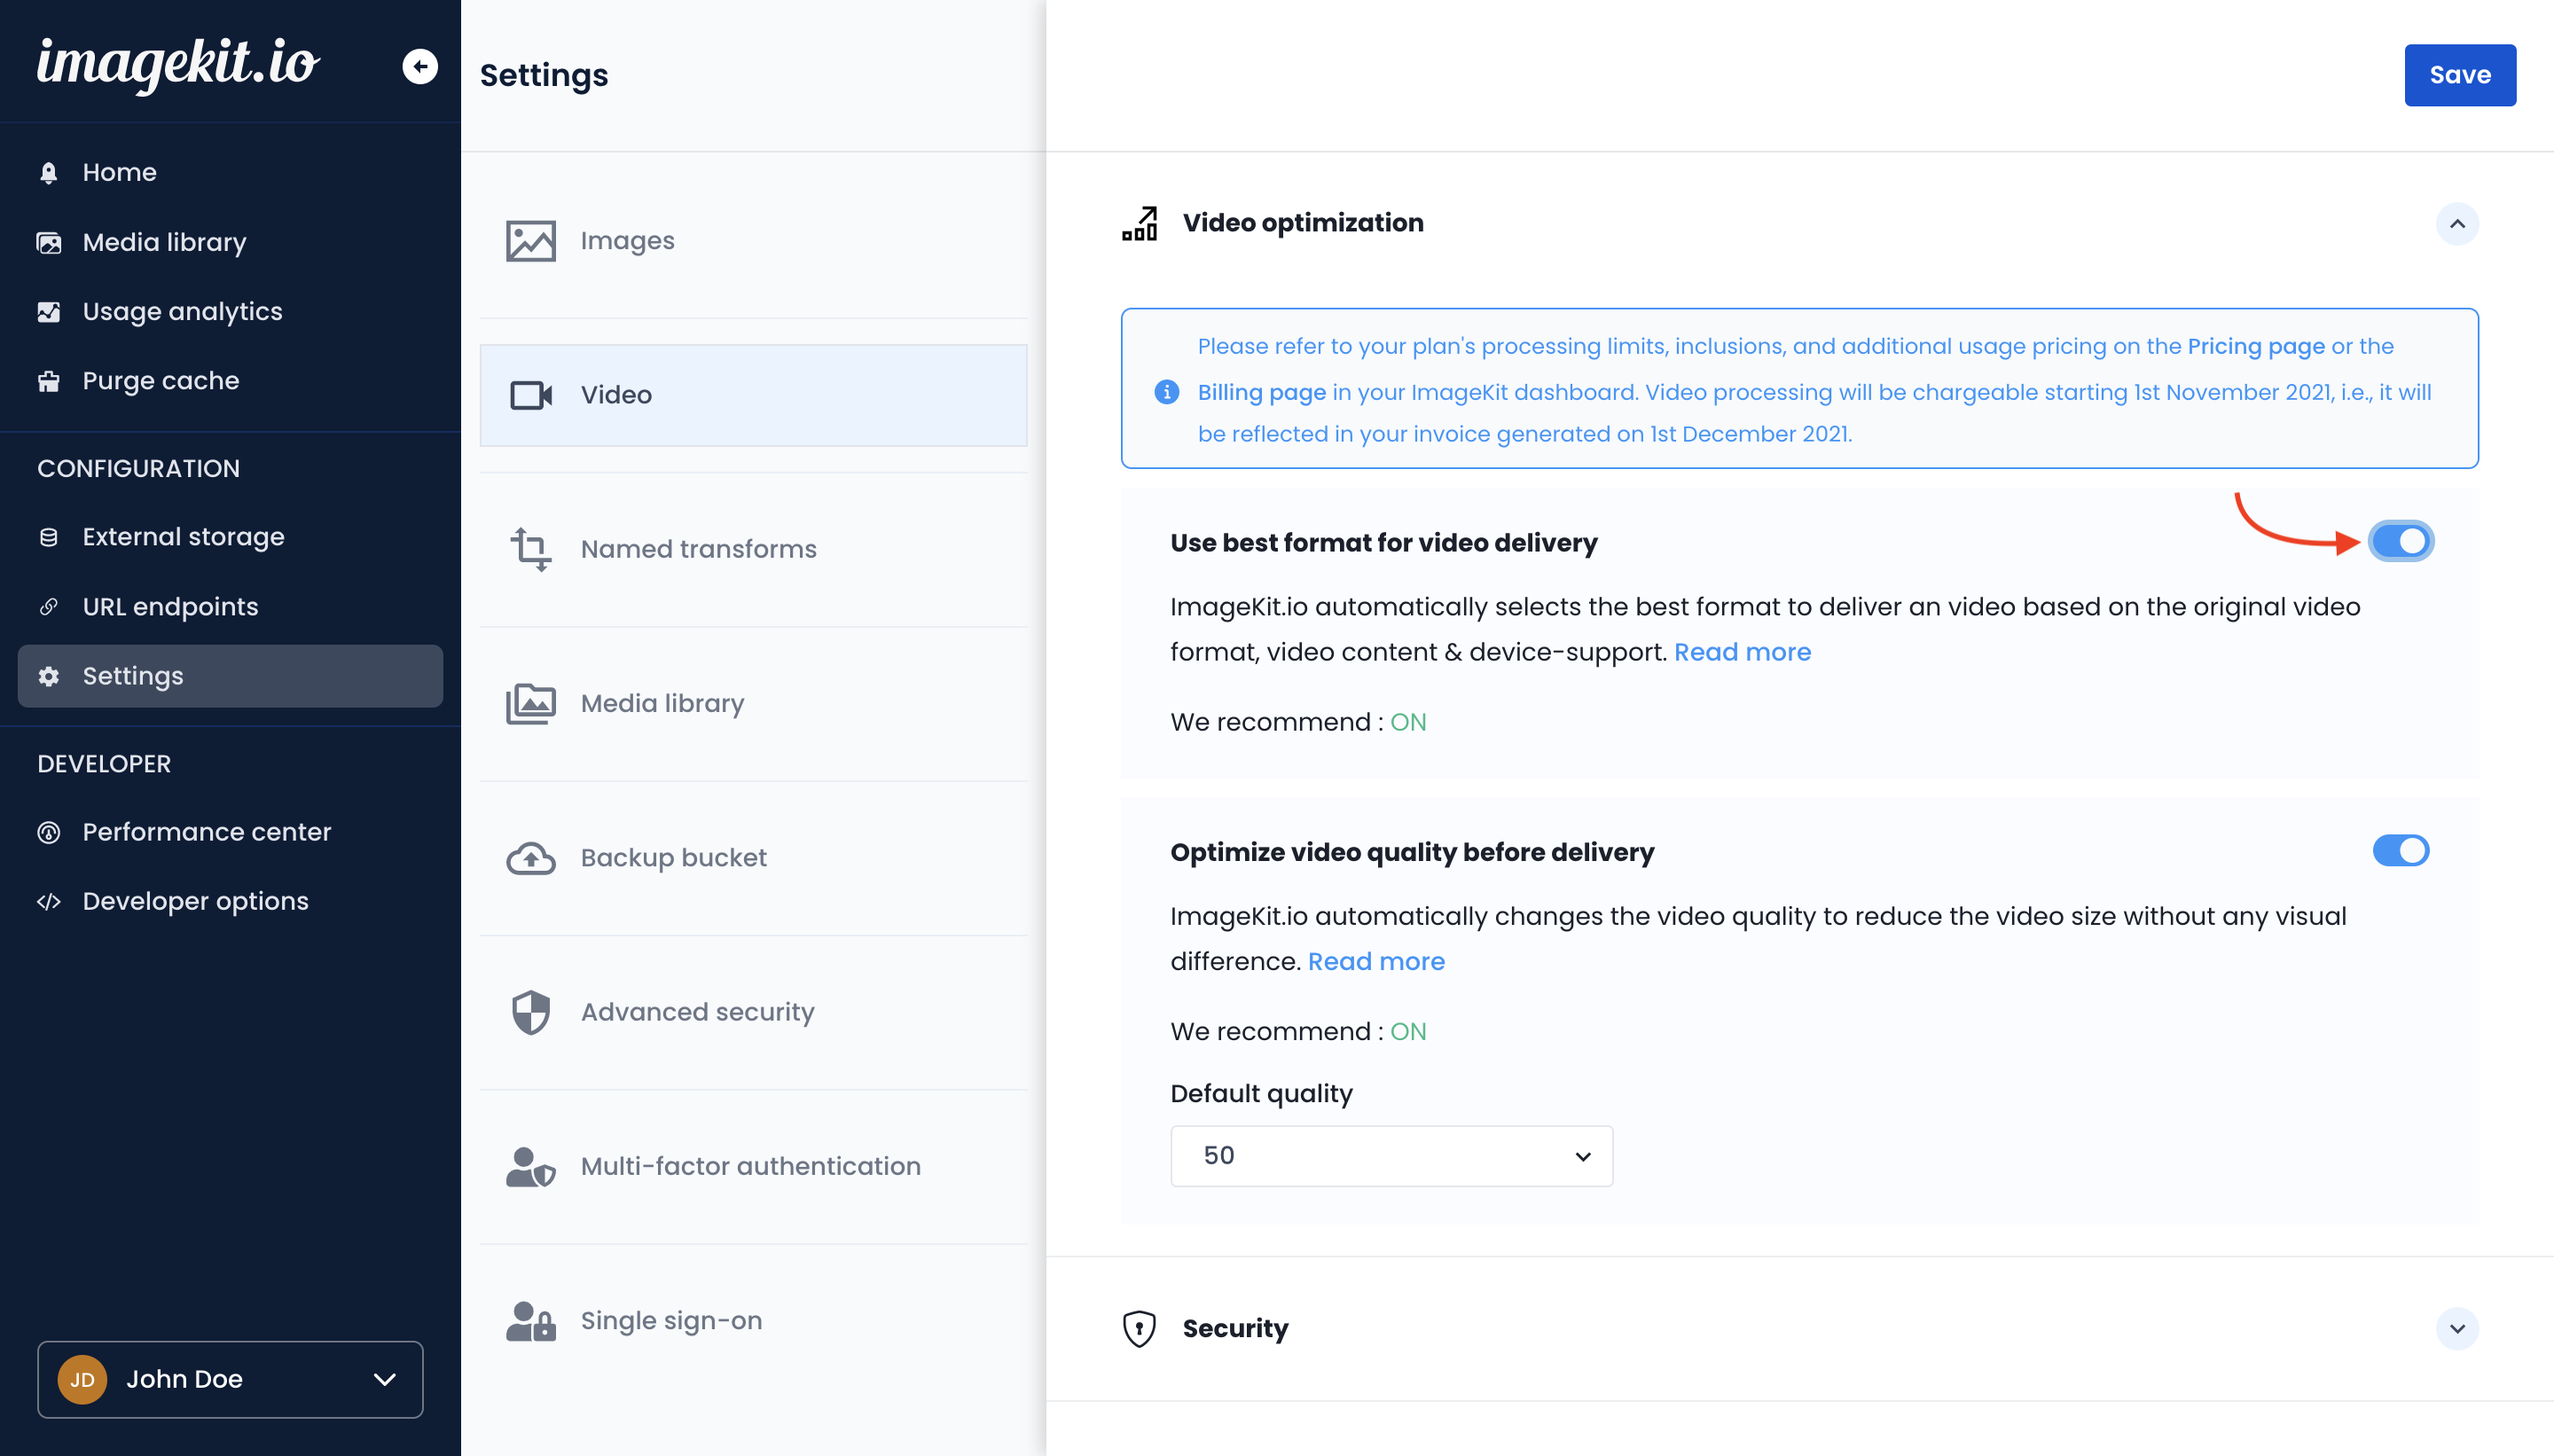 imagekit.io
Home
Media library
Usage analytics
Purge cache
CONFIGURATION
External storage
URL endpoints
Settings
DEVELOPER
Performance center
Developer options
JD
John Doe
Settings
Images
Video
Named transforms
Media library
Backup bucket
Advanced security
Multi-factor authentication
Single sign-on
Save
Video optimization
Please refer to your plan's processing limits, inclusions, and additional usage pricing on the Pricing page or the
Billing page in your ImageKit dashboard. Video processing will be chargeable starting 1st November 2021, i.e., it will
be reflected in your invoice generated on 1st December 2021.
Use best format for video delivery
ImageKit.io automatically selects the best format to deliver an video based on the original video
format, video content & device-support. Read more
We recommend : ON
Optimize video quality before delivery
ImageKit.io automatically changes the video quality to reduce the video size without any visual
difference. Read more
We recommend : ON
Default quality
50
Security